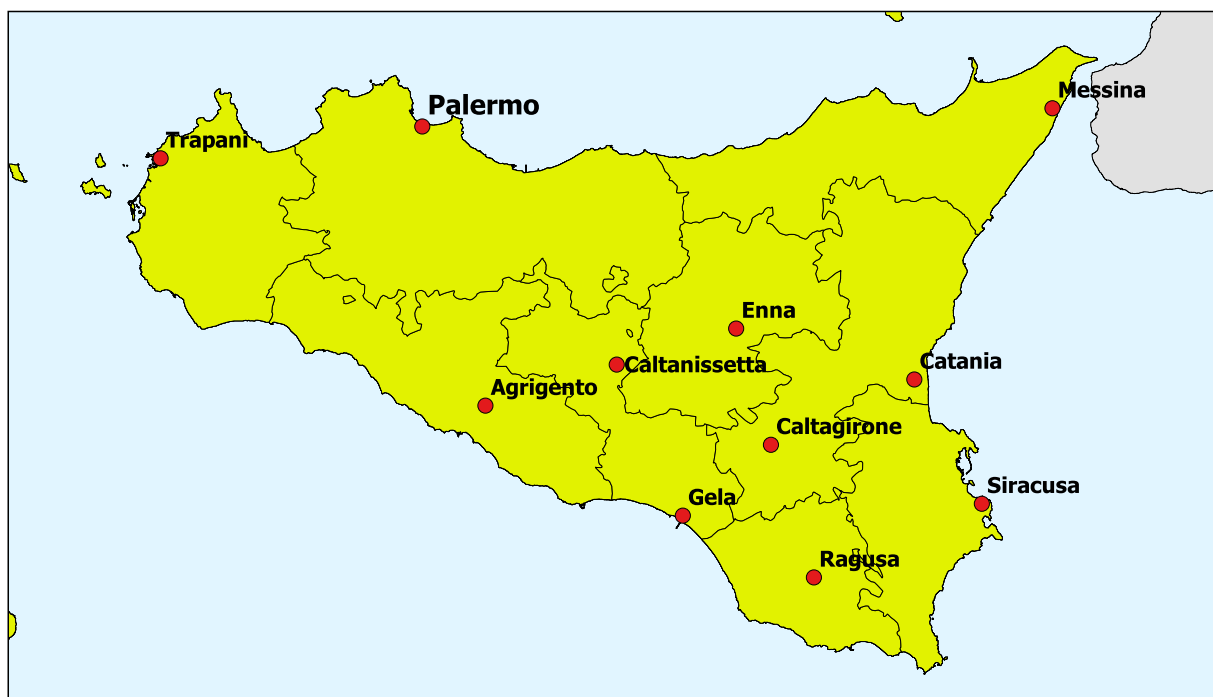 Messina
Palermo
Trapani
Enna
Catania
Caltanissetta
Agrigento
Caltagirone
Siracusa
Gela
Ragusa